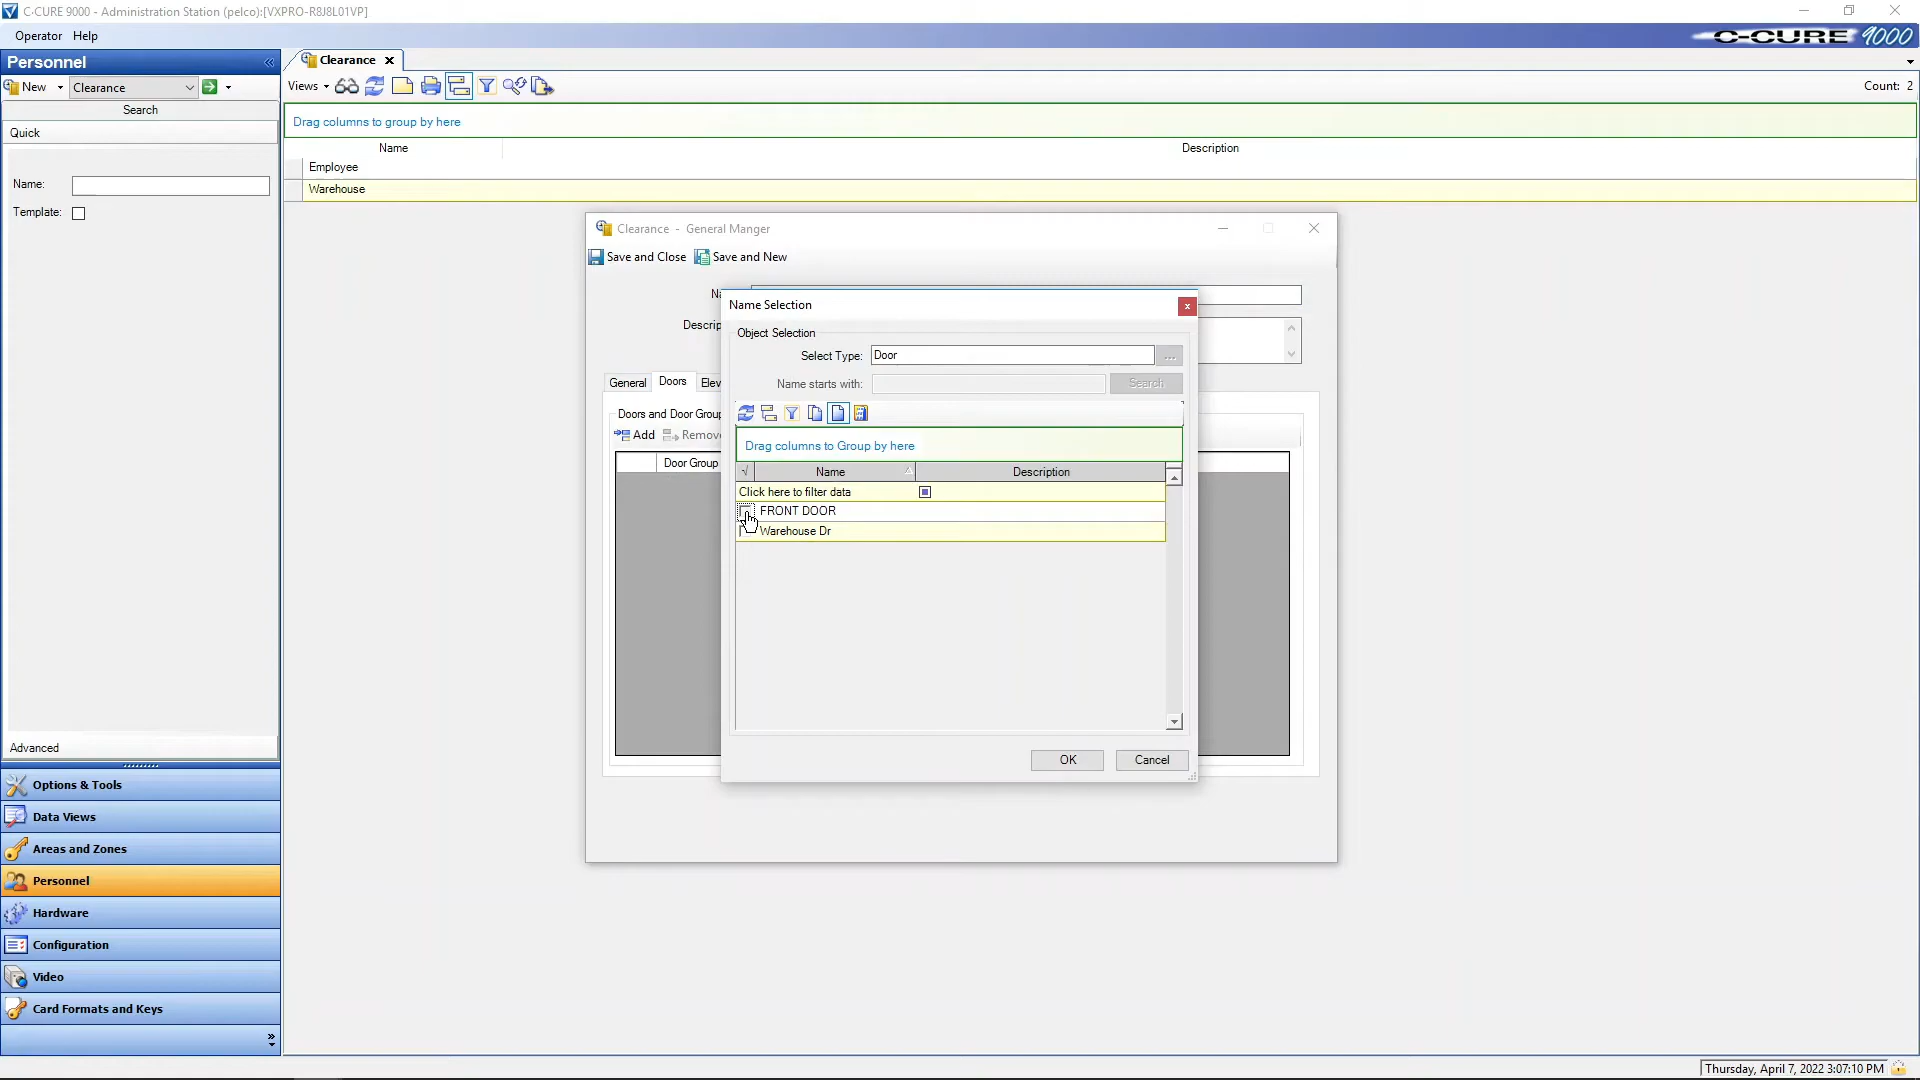 C-CURE 9000 - Administration Station (pelco):[VXPRO-R8J8L01VP]
Operator Help
C-CURE 9000
Personnel
New Clearance
Search
Quick
Name:
Template:
Advanced
Options & Tools
Data Views
Areas and Zones
Personnel
Hardware
Configuration
Video
Card Formats and Keys
Clearance
Views
Count: 2
Drag columns to group by here
Name Description
Employee
Warehouse
Clearance - General Manger
Save and Close Save and New
Na
Descrip
General Doors Elev
Doors and Door Group
Add Remove
Door Group
Name Selection
Object Selection
Select Type: Door ...
Name starts with: Search
Drag columns to Group by here
√ Name Description
Click here to filter data
FRONT DOOR
Warehouse Dr
OK Cancel
Thursday, April 7, 2022 3:07:10 PM